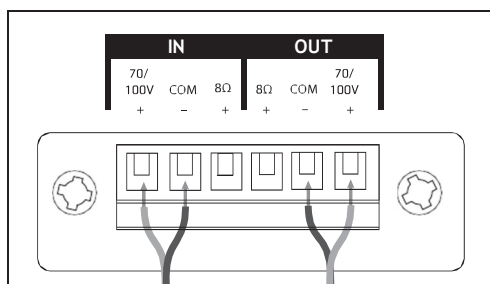 IN OUT
70/ 70/
100V COM 8Ω 8Ω COM 100V
+ − + + − +